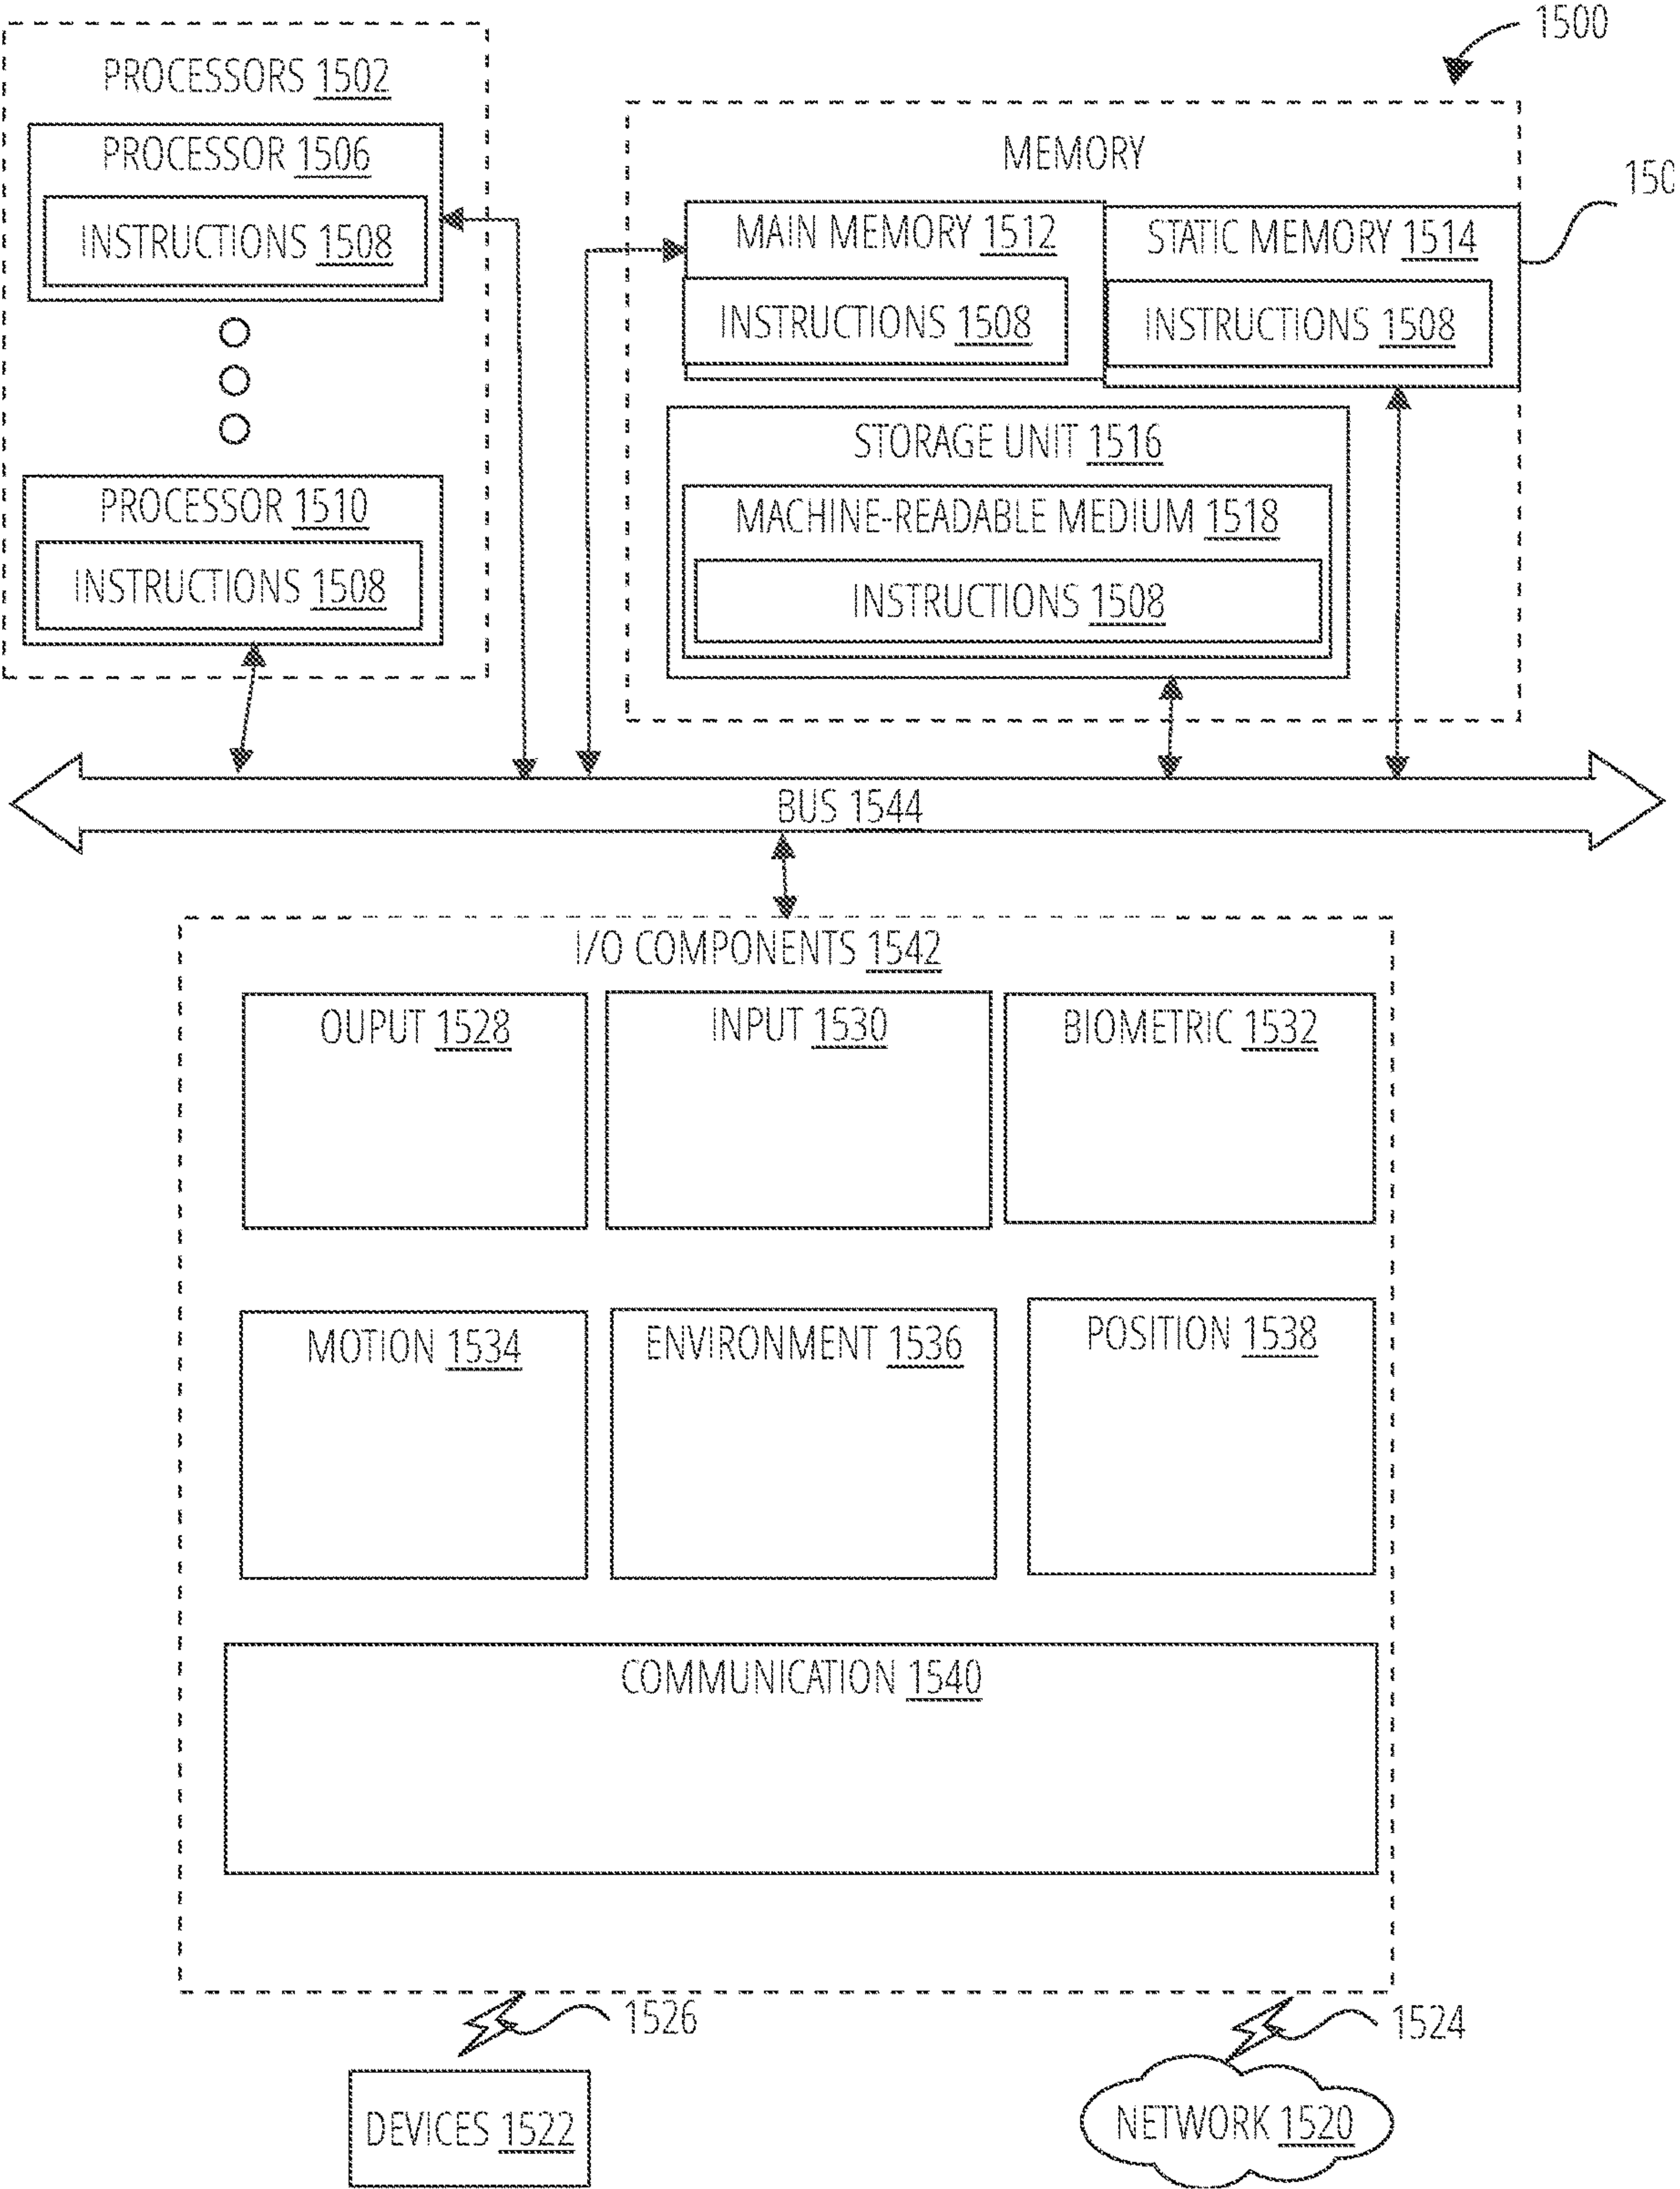 1500
PROCESSORS 1502
PROCESSOR 1506
INSTRUCTIONS 1508
PROCESSOR 1510
INSTRUCTIONS 1508
MEMORY
150
MAIN MEMORY 1512
INSTRUCTIONS 1508
STATIC MEMORY 1514
INSTRUCTIONS 1508
STORAGE UNIT 1516
MACHINE-READABLE MEDIUM 1518
INSTRUCTIONS 1508
BUS 1544
I/O COMPONENTS 1542
OUPUT 1528
INPUT 1530
BIOMETRIC 1532
MOTION 1534
ENVIRONMENT 1536
POSITION 1538
COMMUNICATION 1540
1526
1524
DEVICES 1522
NETWORK 1520